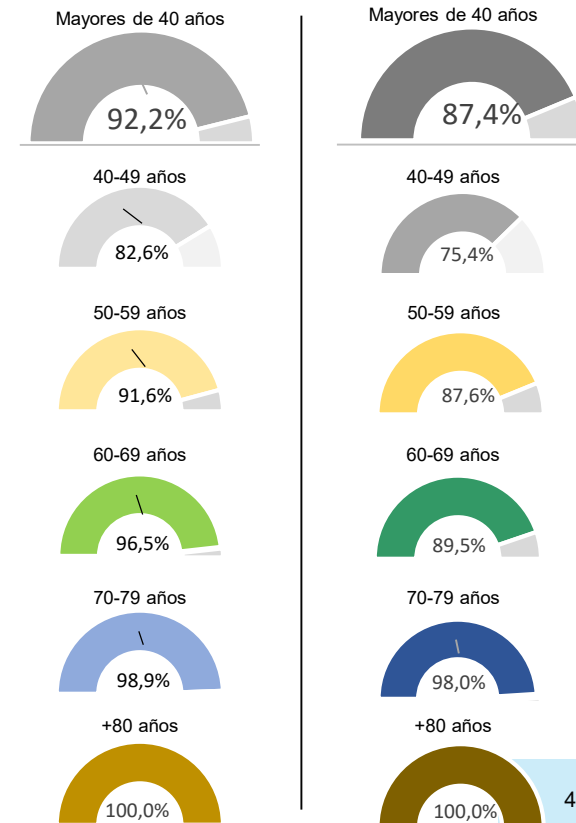 Mayores de 40 años
92,2%
40-49 años
82,6%
50-59 años
91,6%
60-69 años
96,5%
70-79 años
98,9%
+80 años
100,0%
Mayores de 40 años
87,4%
40-49 años
75,4%
50-59 años
87,6%
60-69 años
89,5%
70-79 años
98,0%
+80 años
100,0%
4